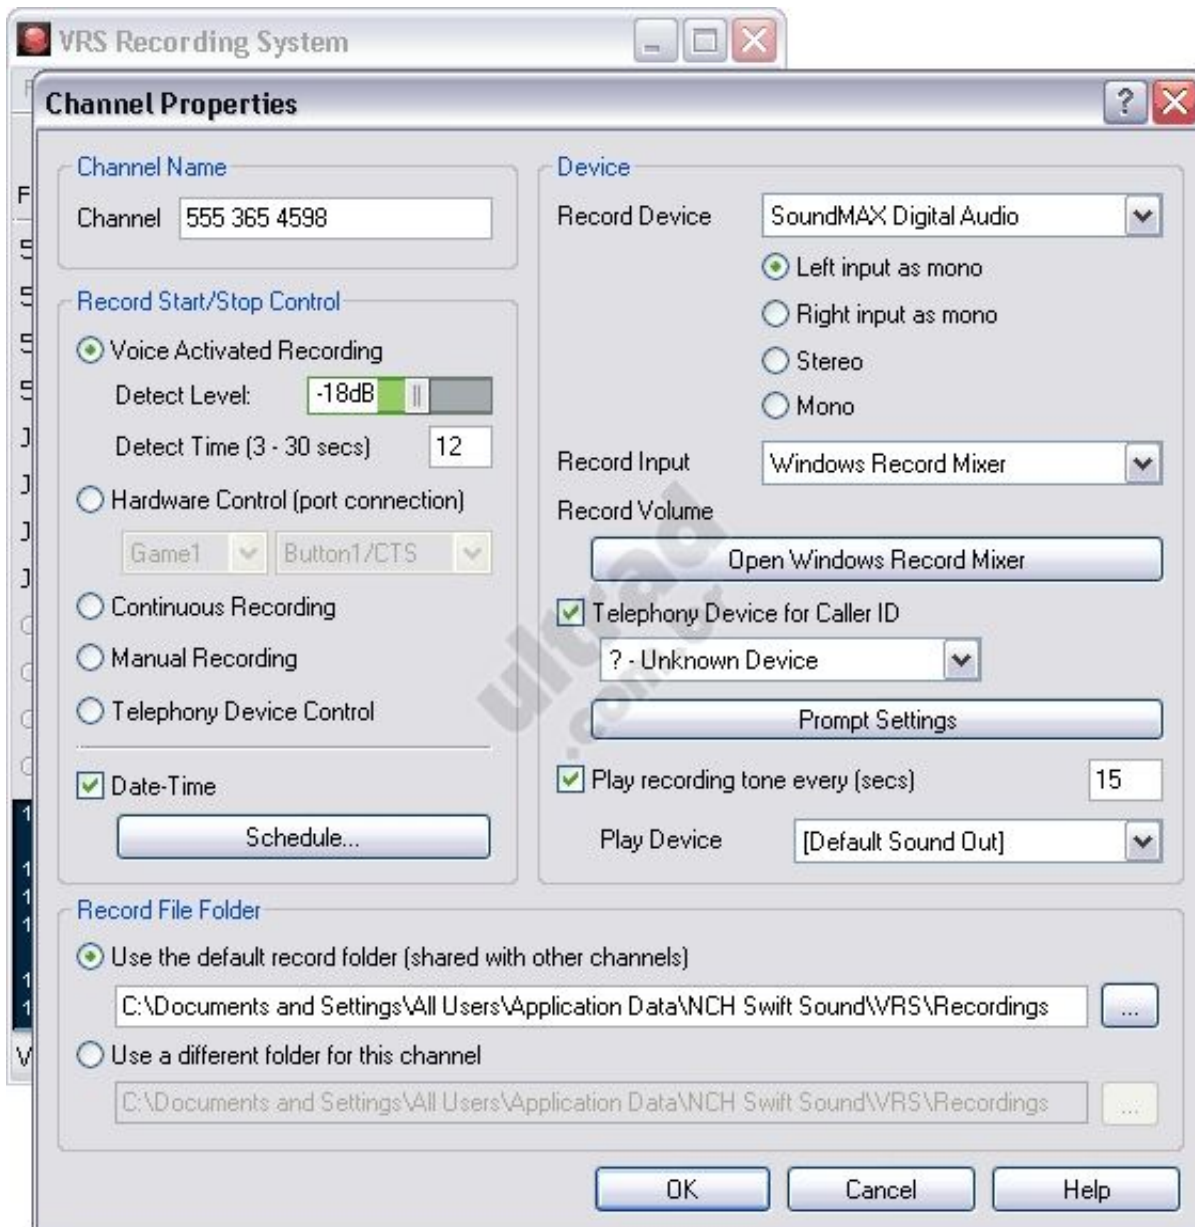 VRS Recording System
Channel Properties
Channel Name
Channel 555 365 4598
Record Start/Stop Control
Voice Activated Recording
Detect Level: -18dB
Detect Time (3 - 30 secs) 12
Hardware Control (port connection)
Game1 Button1/CTS
Continuous Recording
Manual Recording
Telephony Device Control
Date-Time
Schedule...
Device
Record Device SoundMAX Digital Audio
Left input as mono
Right input as mono
Stereo
Mono
Record Input Windows Record Mixer
Record Volume
Open Windows Record Mixer
Telephony Device for Caller ID
? - Unknown Device
Prompt Settings
Play recording tone every (secs) 15
Play Device [Default Sound Out]
Record File Folder
Use the default record folder (shared with other channels)
C:\Documents and Settings\All Users\Application Data\NCH Swift Sound\VRS\Recordings ...
Use a different folder for this channel
C:\Documents and Settings\All Users\Application Data\NCH Swift Sound\VRS\Recordings ...
OK Cancel Help
ultrad
.com.br